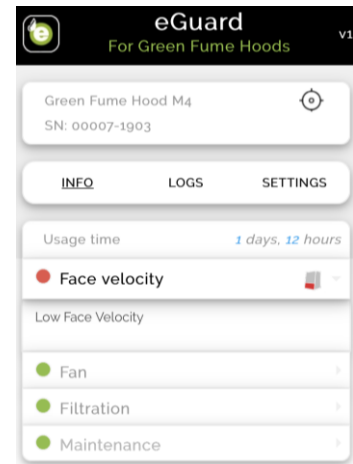 eGuard
For Green Fume Hoods
v1
Green Fume Hood M4
SN: 00007-1903
INFO LOGS SETTINGS
Usage time 1 days, 12 hours
Face velocity
Low Face Velocity
Fan
Filtration
Maintenance